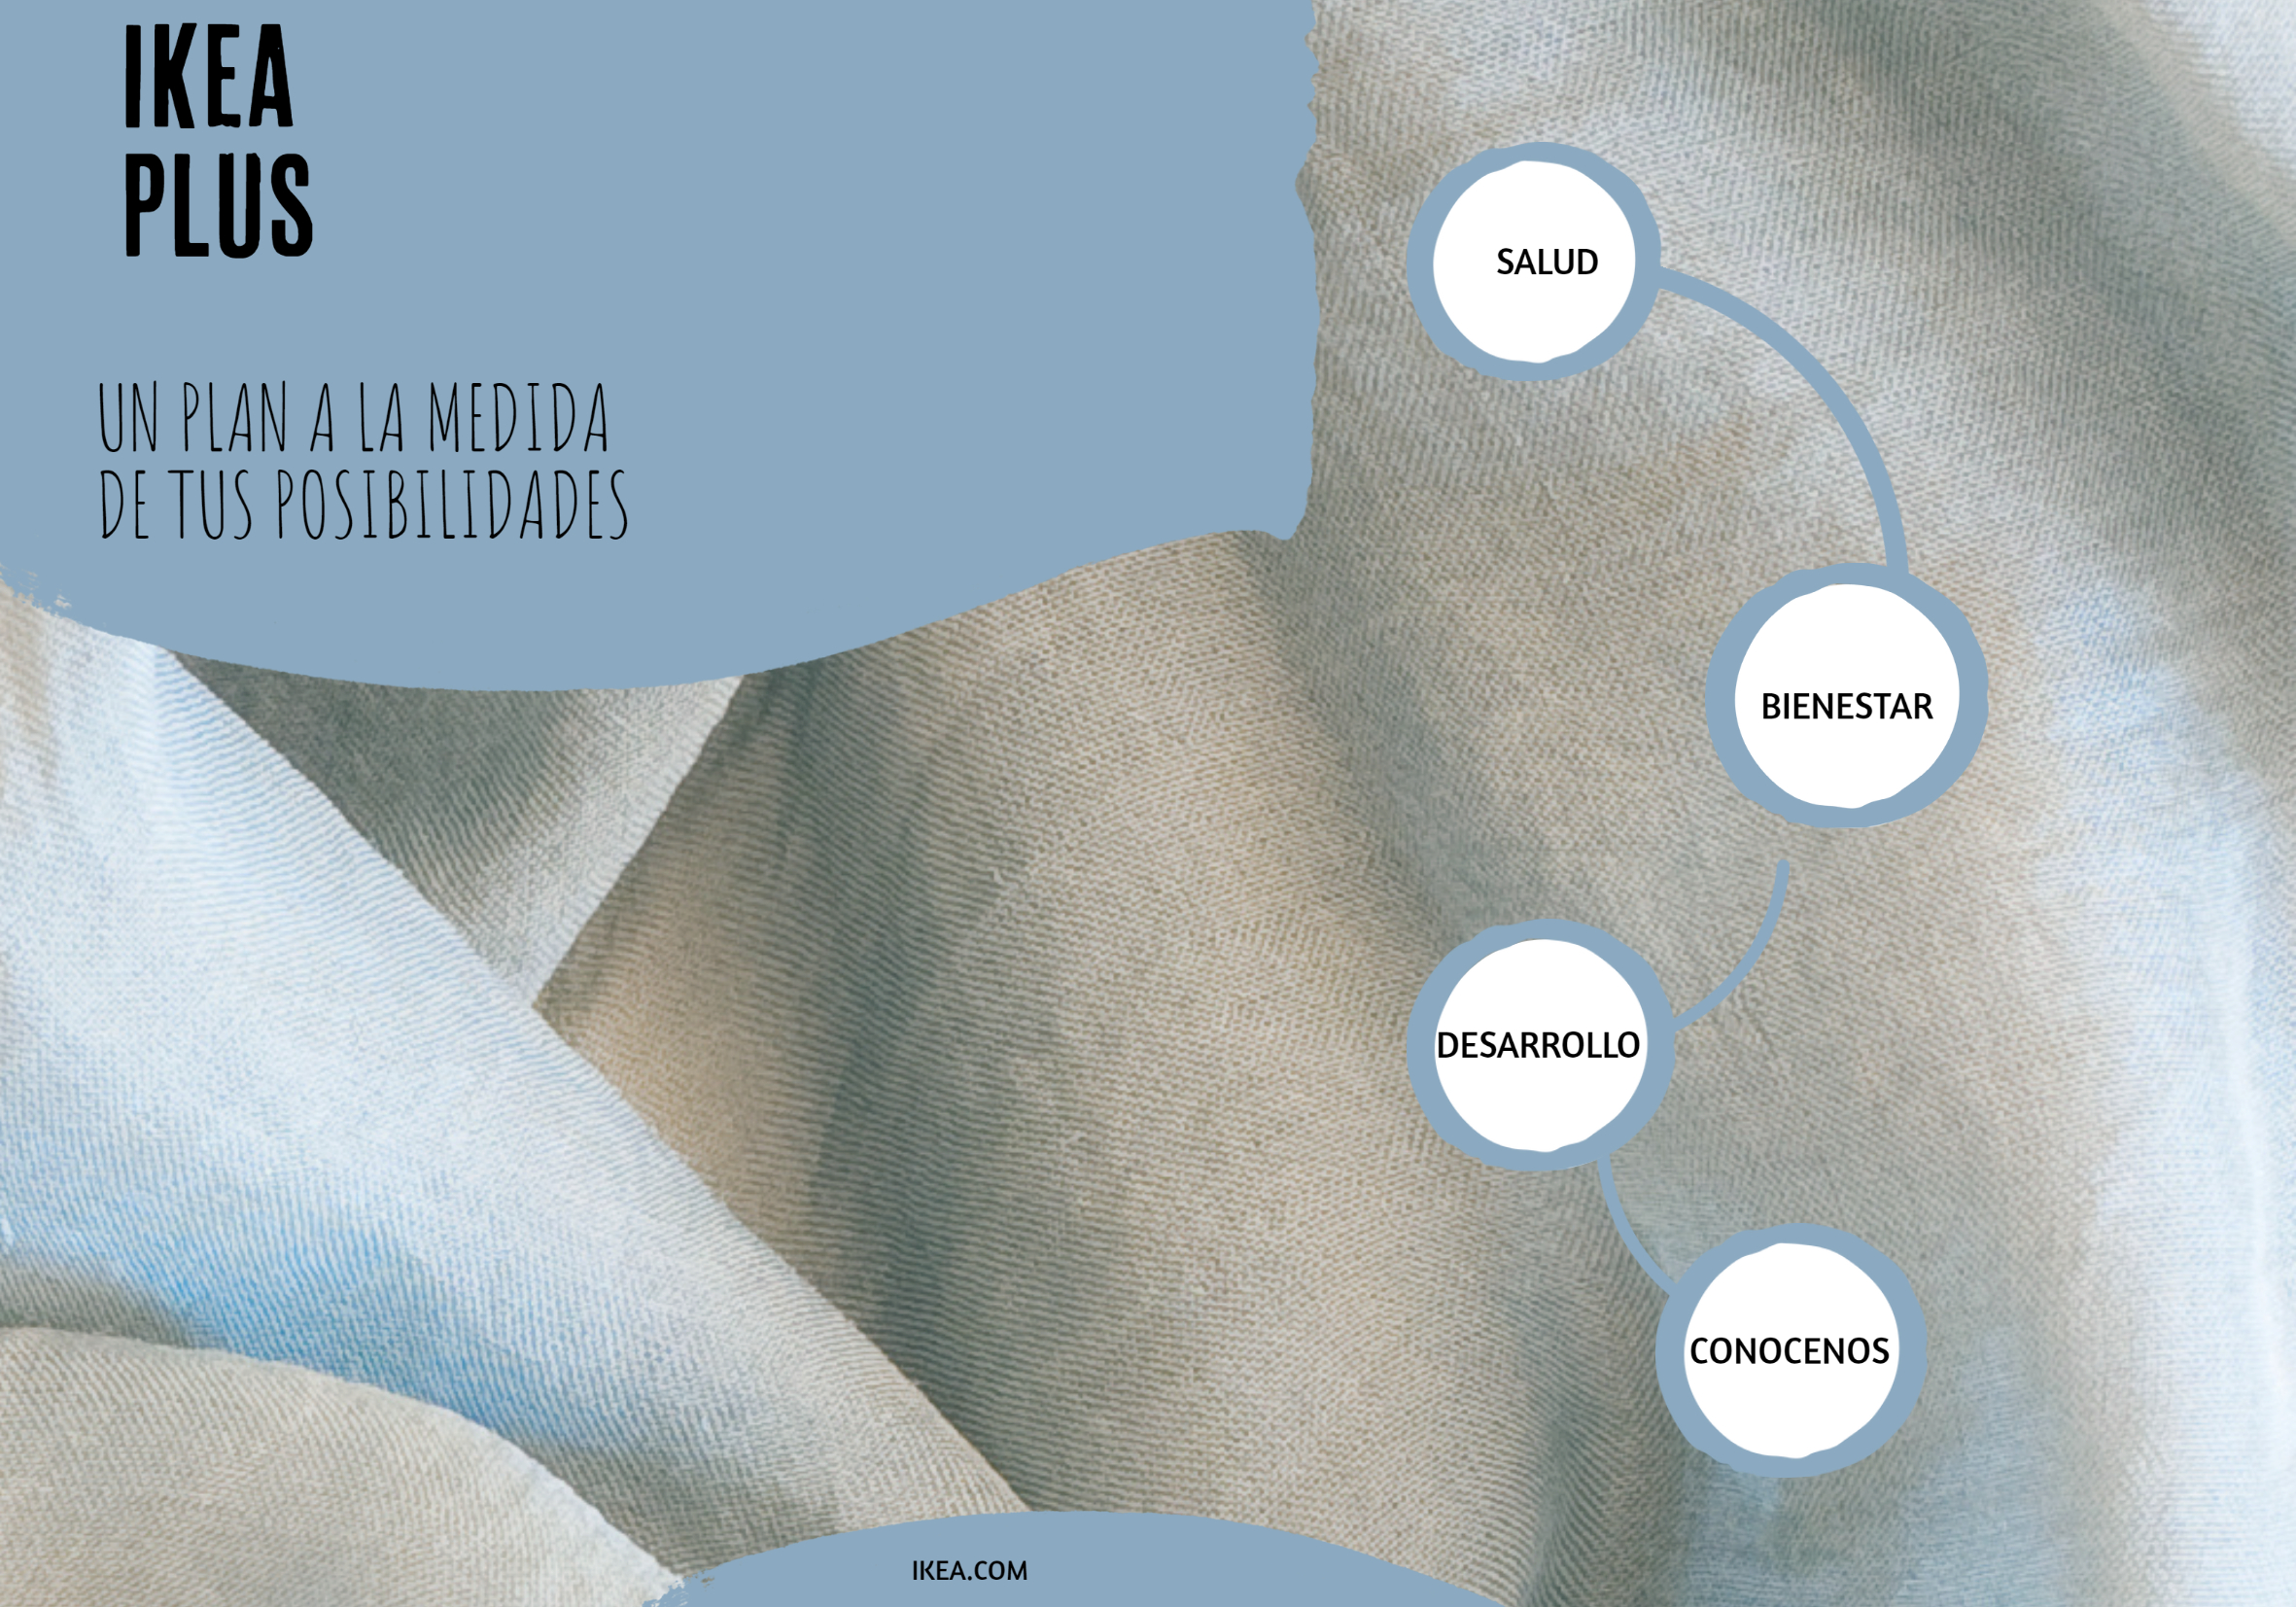 IKEA
PLUS
UN PLAN A LA MEDIDA
DE TUS POSIBILIDADES
SALUD
BIENESTAR
DESARROLLO
CONOCENOS
IKEA.COM